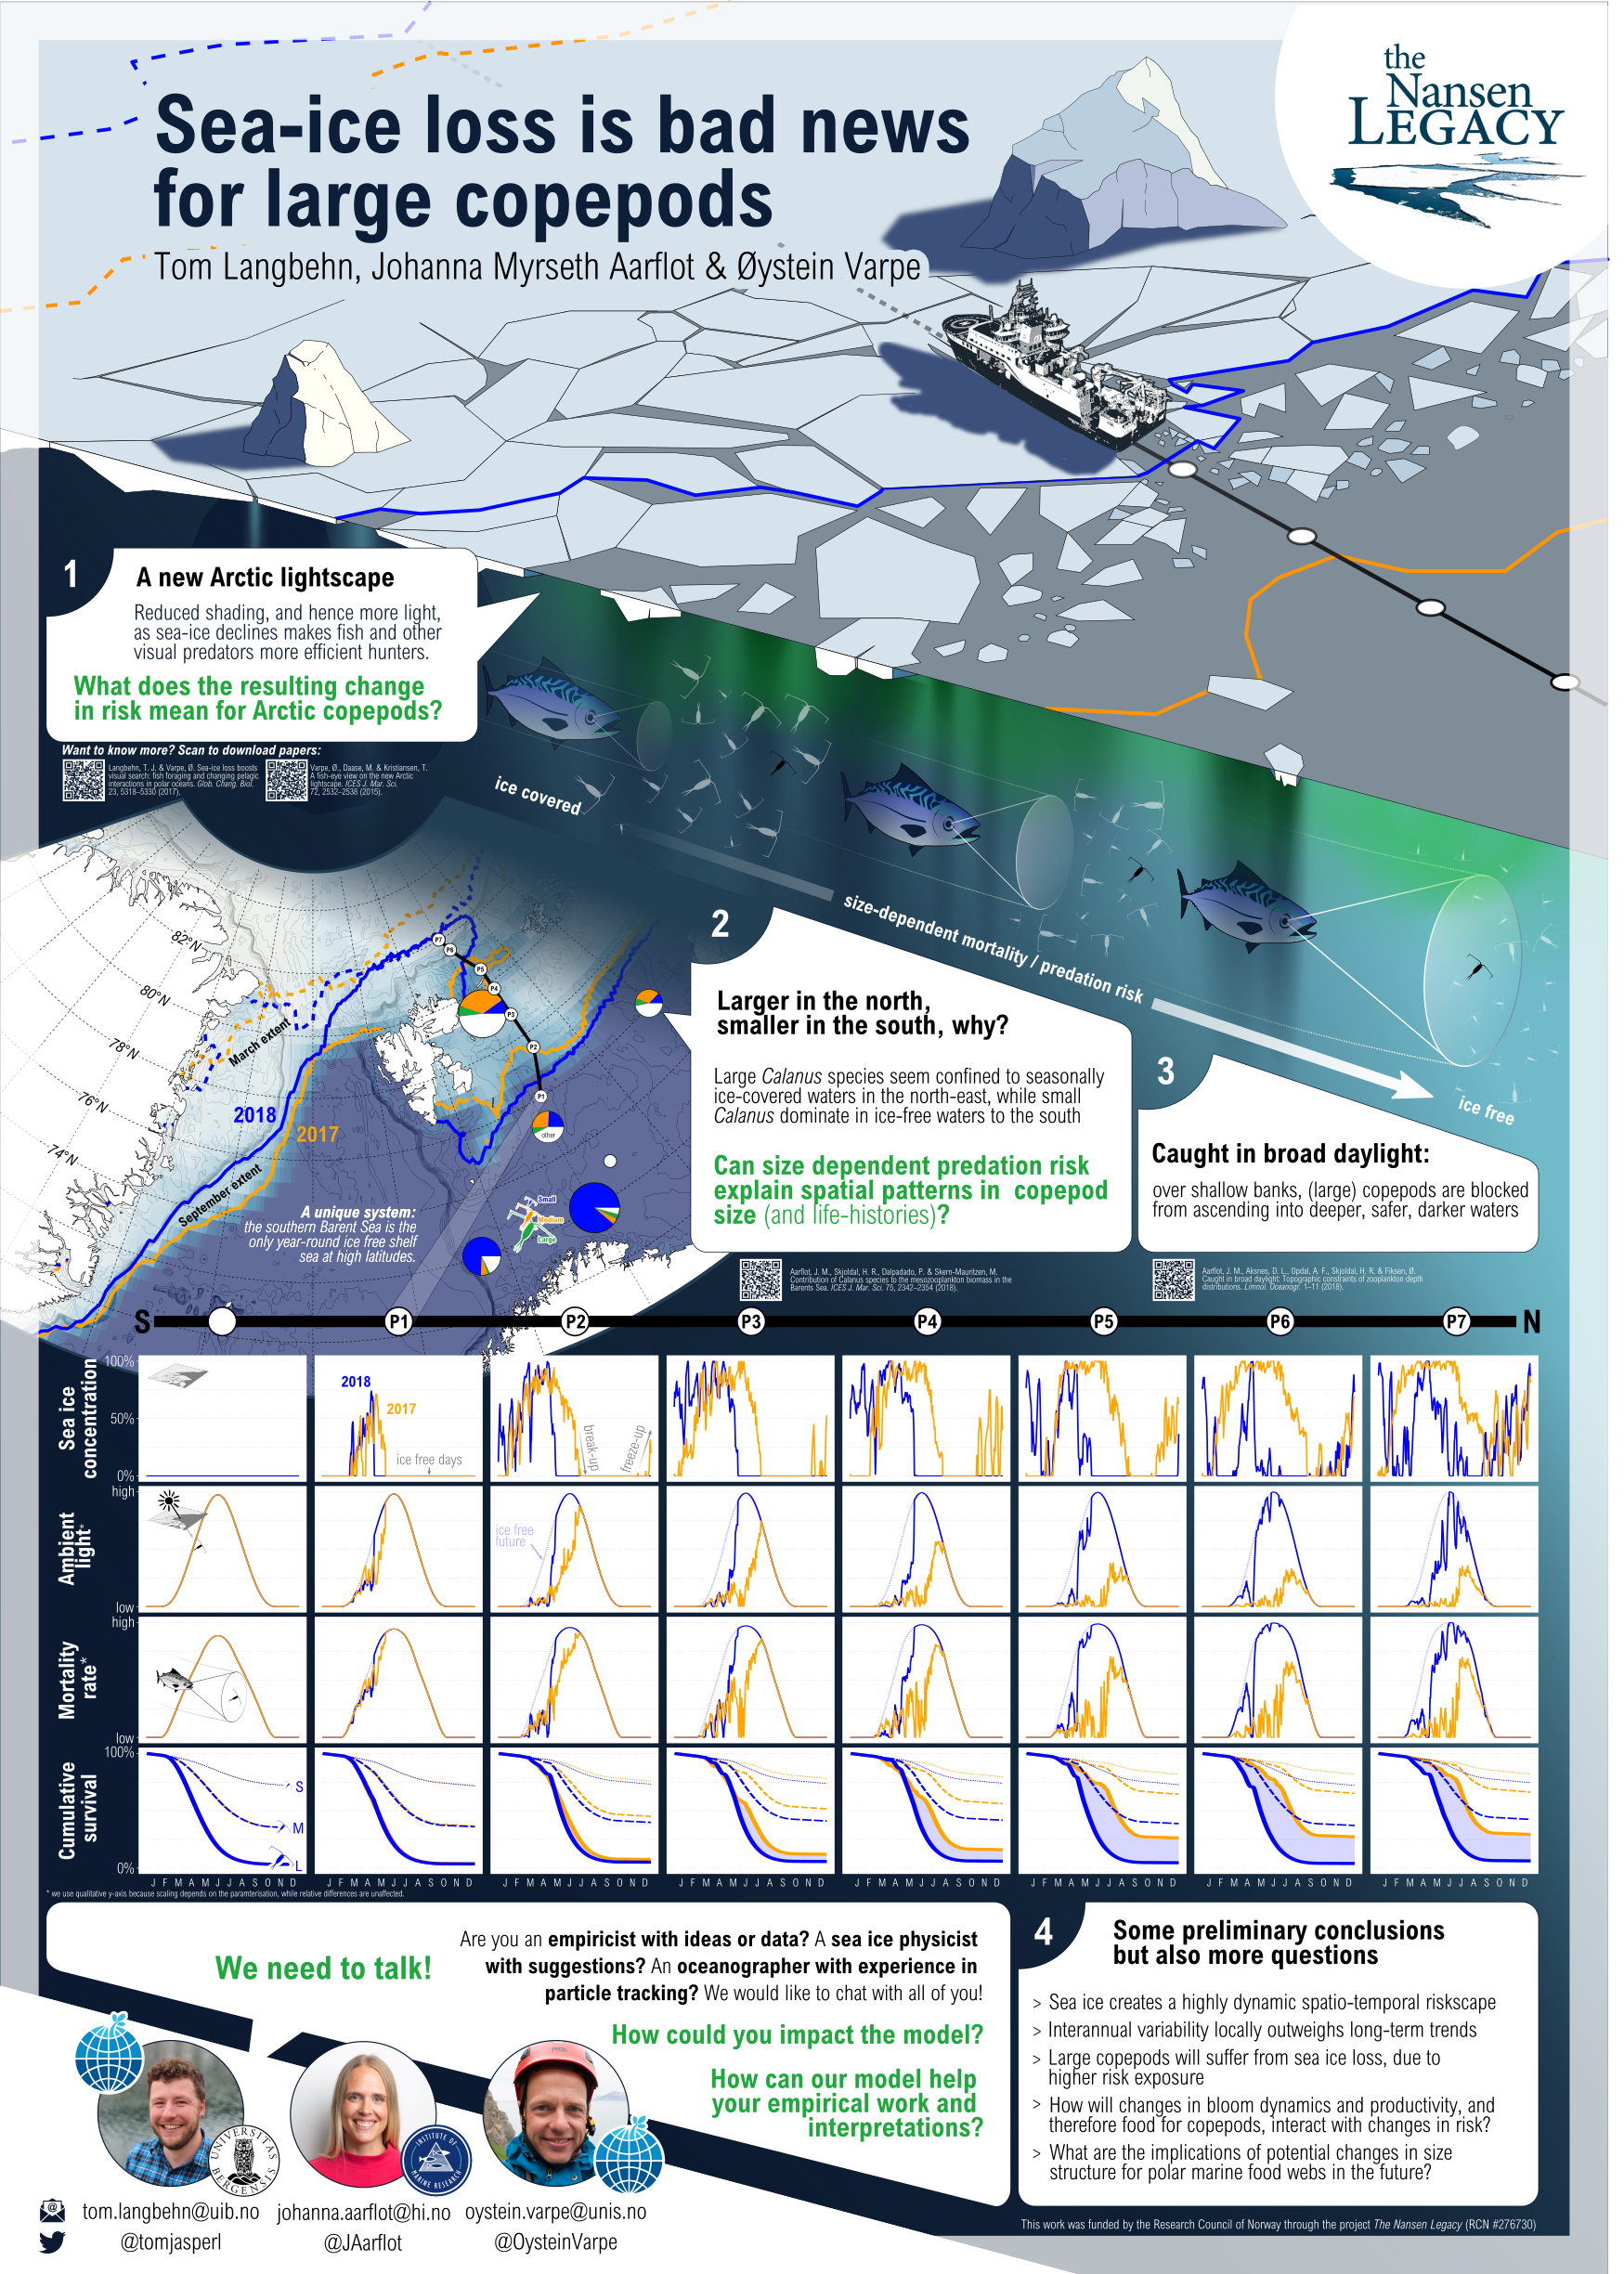 the
Nansen
LEGACY
Sea-ice loss is bad news
for large copepods
Tom Langbehn, Johanna Myrseth Aarflot & Øystein Varpe
1
A new Arctic lightscape
Reduced shading, and hence more light,
as sea-ice declines makes fish and other
visual predators more efficient hunters.
What does the resulting change
in risk mean for Arctic copepods?
Want to know more? Scan to download papers:
Langbehn, T. J. & Varpe, Ø. Sea-ice loss boosts
visual search: fish foraging and changing pelagic
interactions in polar oceans. Glob. Chang. Biol.
23, 5318–5330 (2017).
Varpe, Ø., Daase, M. & Kristiansen, T.
A fish-eye view on the new Arctic
lightscape. ICES J. Mar. Sci.
72, 2532–2538 (2015).
ice covered
size-dependent mortality / predation risk
ice free
82°N
80°N
78°N
76°N
74°N
March extent
2018
2017
September extent
P7
P6
P5
P4
P3
P2
P1
other
Small
Medium
Large
A unique system:
the southern Barent Sea is the
only year-round ice free shelf
sea at high latitudes.
2
Larger in the north,
smaller in the south, why?
Large Calanus species seem confined to seasonally
ice-covered waters in the north-east, while small
Calanus dominate in ice-free waters to the south
Can size dependent predation risk
explain spatial patterns in copepod
size (and life-histories)?
Aarflot, J. M., Skjoldal, H. R., Dalpadado, P. & Skern-Mauritzen, M.
Contribution of Calanus species to the mesozooplankton biomass in the
Barents Sea. ICES J. Mar. Sci. 75, 2342–2354 (2018).
3
Caught in broad daylight:
over shallow banks, (large) copepods are blocked
from ascending into deeper, safer, darker waters
Aarflot, J. M., Aksnes, D. L., Opdal, A. F., Skjoldal, H. R. & Fiksen, Ø.
Caught in broad daylight: Topographic constraints of zooplankton depth
distributions. Limnol. Oceanogr. 1–11 (2018).
S P1 P2 P3 P4 P5 P6 P7 N
Sea ice
concentration
100%
50%
0%
2018
2017
ice free days
break-up
freeze-up
Ambient
light*
high
low
ice free
future
Mortality
rate*
high
low
Cumulative
survival
100%
0%
S
M
L
J F M A M J J A S O N D J F M A M J J A S O N D J F M A M J J A S O N D J F M A M J J A S O N D J F M A M J J A S O N D J F M A M J J A S O N D J F M A M J J A S O N D J F M A M J J A S O N D
* we use qualitative y-axis because scaling depends on the paramterisation, while relative differences are unaffected.
We need to talk!
Are you an empiricist with ideas or data? A sea ice physicist
with suggestions? An oceanographer with experience in
particle tracking? We would like to chat with all of you!
How could you impact the model?
How can our model help
your empirical work and
interpretations?
UNIVERSITAS BERGENSIS
INSTITUTE OF MARINE RESEARCH
tom.langbehn@uib.no johanna.aarflot@hi.no oystein.varpe@unis.no
@tomjasperl @JAarflot @OysteinVarpe
4
Some preliminary conclusions
but also more questions
> Sea ice creates a highly dynamic spatio-temporal riskscape
> Interannual variability locally outweighs long-term trends
> Large copepods will suffer from sea ice loss, due to
higher risk exposure
> How will changes in bloom dynamics and productivity, and
therefore food for copepods, interact with changes in risk?
> What are the implications of potential changes in size
structure for polar marine food webs in the future?
This work was funded by the Research Council of Norway through the project The Nansen Legacy (RCN #276730)